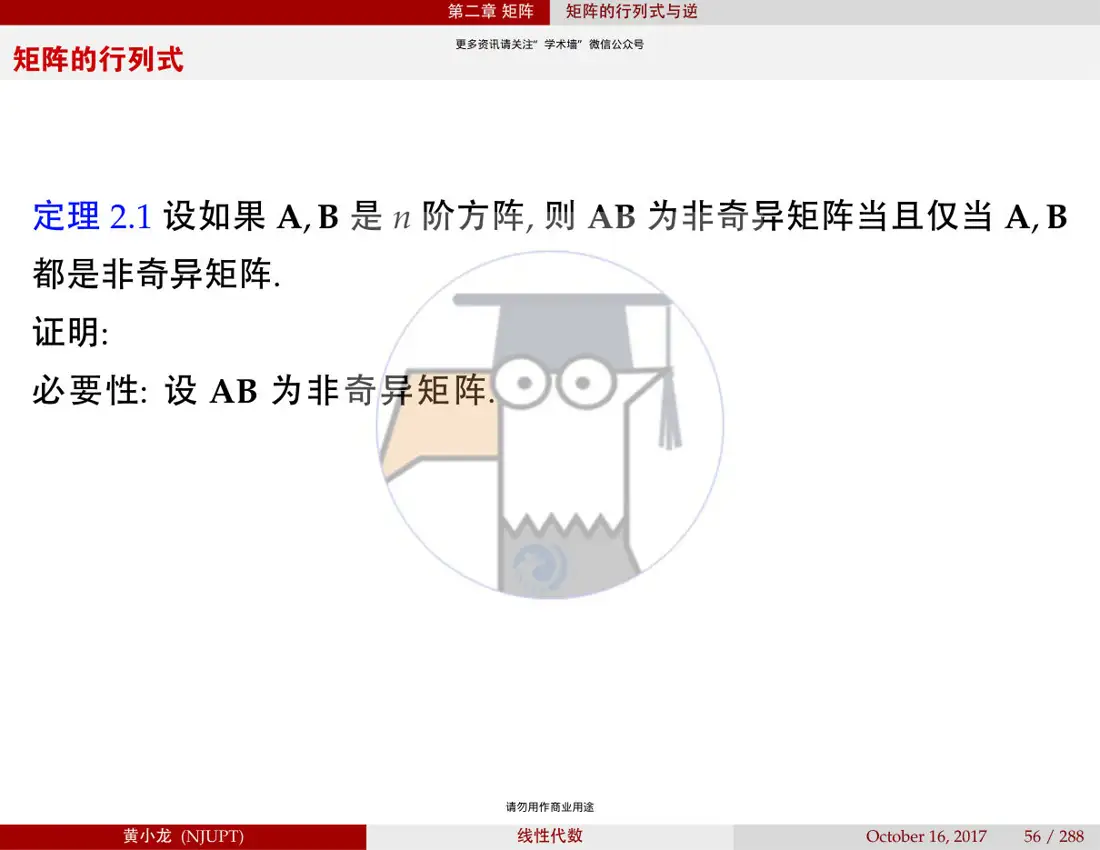 第二章 矩阵 矩阵的行列式与逆
更多资讯请关注“学术墙”微信公众号
矩阵的行列式
定理 2.1 设如果 A, B 是 n 阶方阵, 则 AB 为非奇异矩阵当且仅当 A, B
都是非奇异矩阵.
证明:
必要性: 设 AB 为非奇异矩阵.
请勿用作商业用途
黄小龙 (NJUPT) 线性代数 October 16, 2017 56 / 288